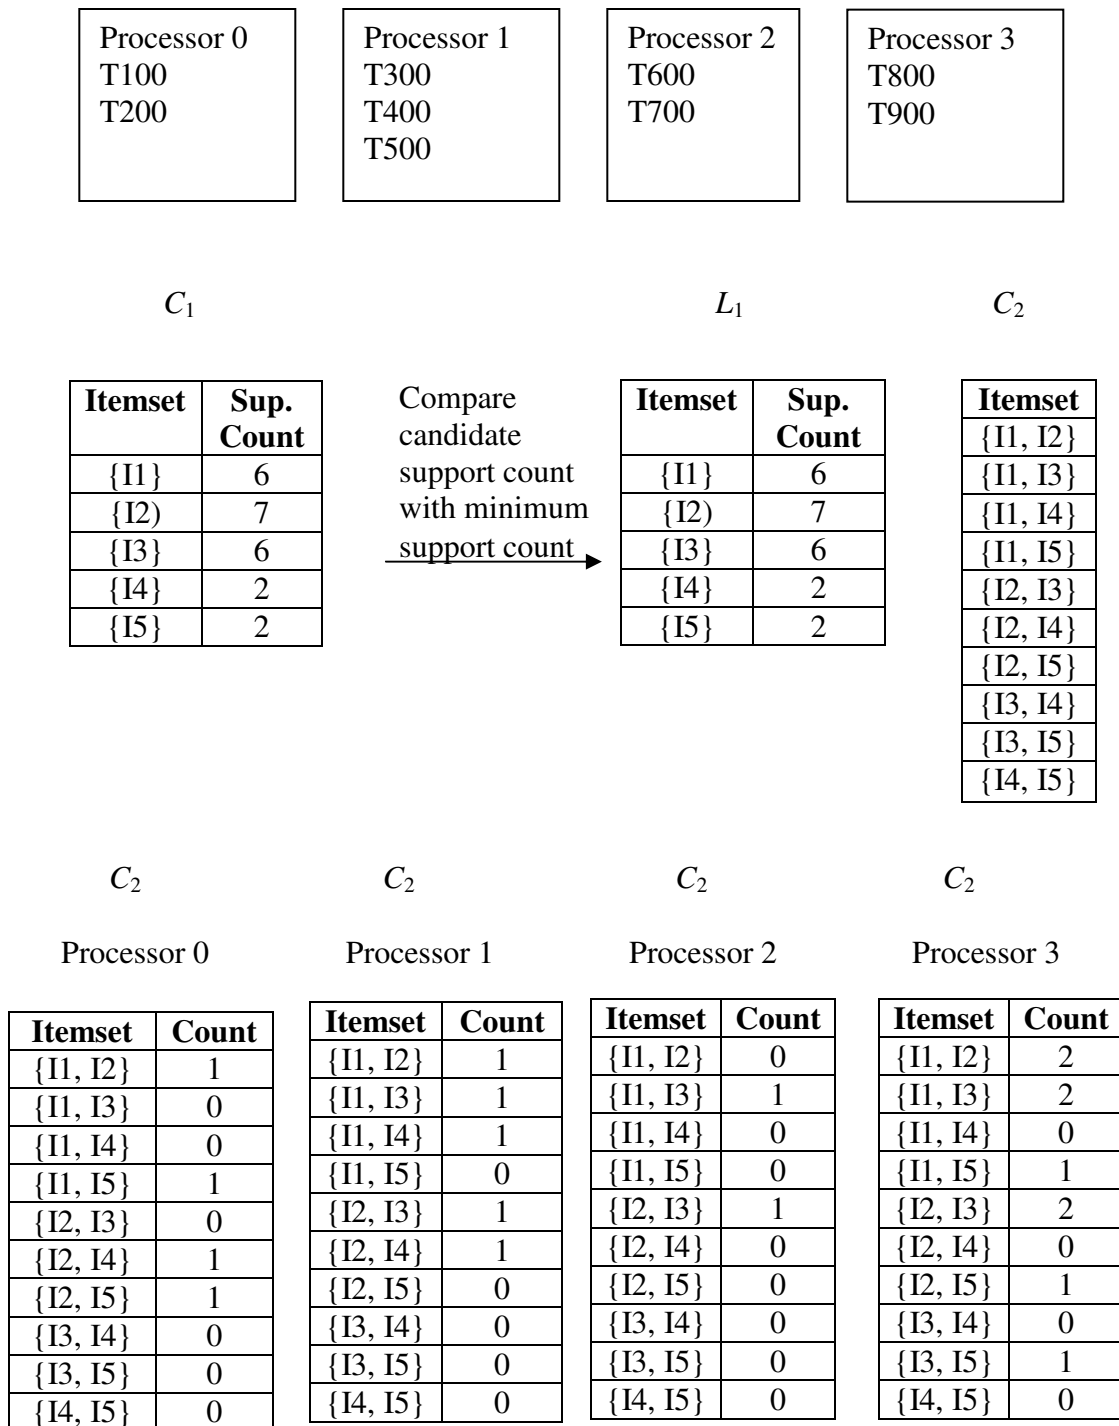 Processor 0
T100
T200
Processor 1
T300
T400
T500
Processor 2
T600
T700
Processor 3
T800
T900
C1
L1
C2
Itemset Sup. Count
{I1} 6
{I2) 7
{I3} 6
{I4} 2
{I5} 2
Compare
candidate
support count
with minimum
support count
Itemset Sup. Count
{I1} 6
{I2) 7
{I3} 6
{I4} 2
{I5} 2
Itemset
{I1, I2}
{I1, I3}
{I1, I4}
{I1, I5}
{I2, I3}
{I2, I4}
{I2, I5}
{I3, I4}
{I3, I5}
{I4, I5}
C2
Processor 0
Itemset Count
{I1, I2} 1
{I1, I3} 0
{I1, I4} 0
{I1, I5} 1
{I2, I3} 0
{I2, I4} 1
{I2, I5} 1
{I3, I4} 0
{I3, I5} 0
{I4, I5} 0
C2
Processor 1
Itemset Count
{I1, I2} 1
{I1, I3} 1
{I1, I4} 1
{I1, I5} 0
{I2, I3} 1
{I2, I4} 1
{I2, I5} 0
{I3, I4} 0
{I3, I5} 0
{I4, I5} 0
C2
Processor 2
Itemset Count
{I1, I2} 0
{I1, I3} 1
{I1, I4} 0
{I1, I5} 0
{I2, I3} 1
{I2, I4} 0
{I2, I5} 0
{I3, I4} 0
{I3, I5} 0
{I4, I5} 0
C2
Processor 3
Itemset Count
{I1, I2} 2
{I1, I3} 2
{I1, I4} 0
{I1, I5} 1
{I2, I3} 2
{I2, I4} 0
{I2, I5} 1
{I3, I4} 0
{I3, I5} 1
{I4, I5} 0